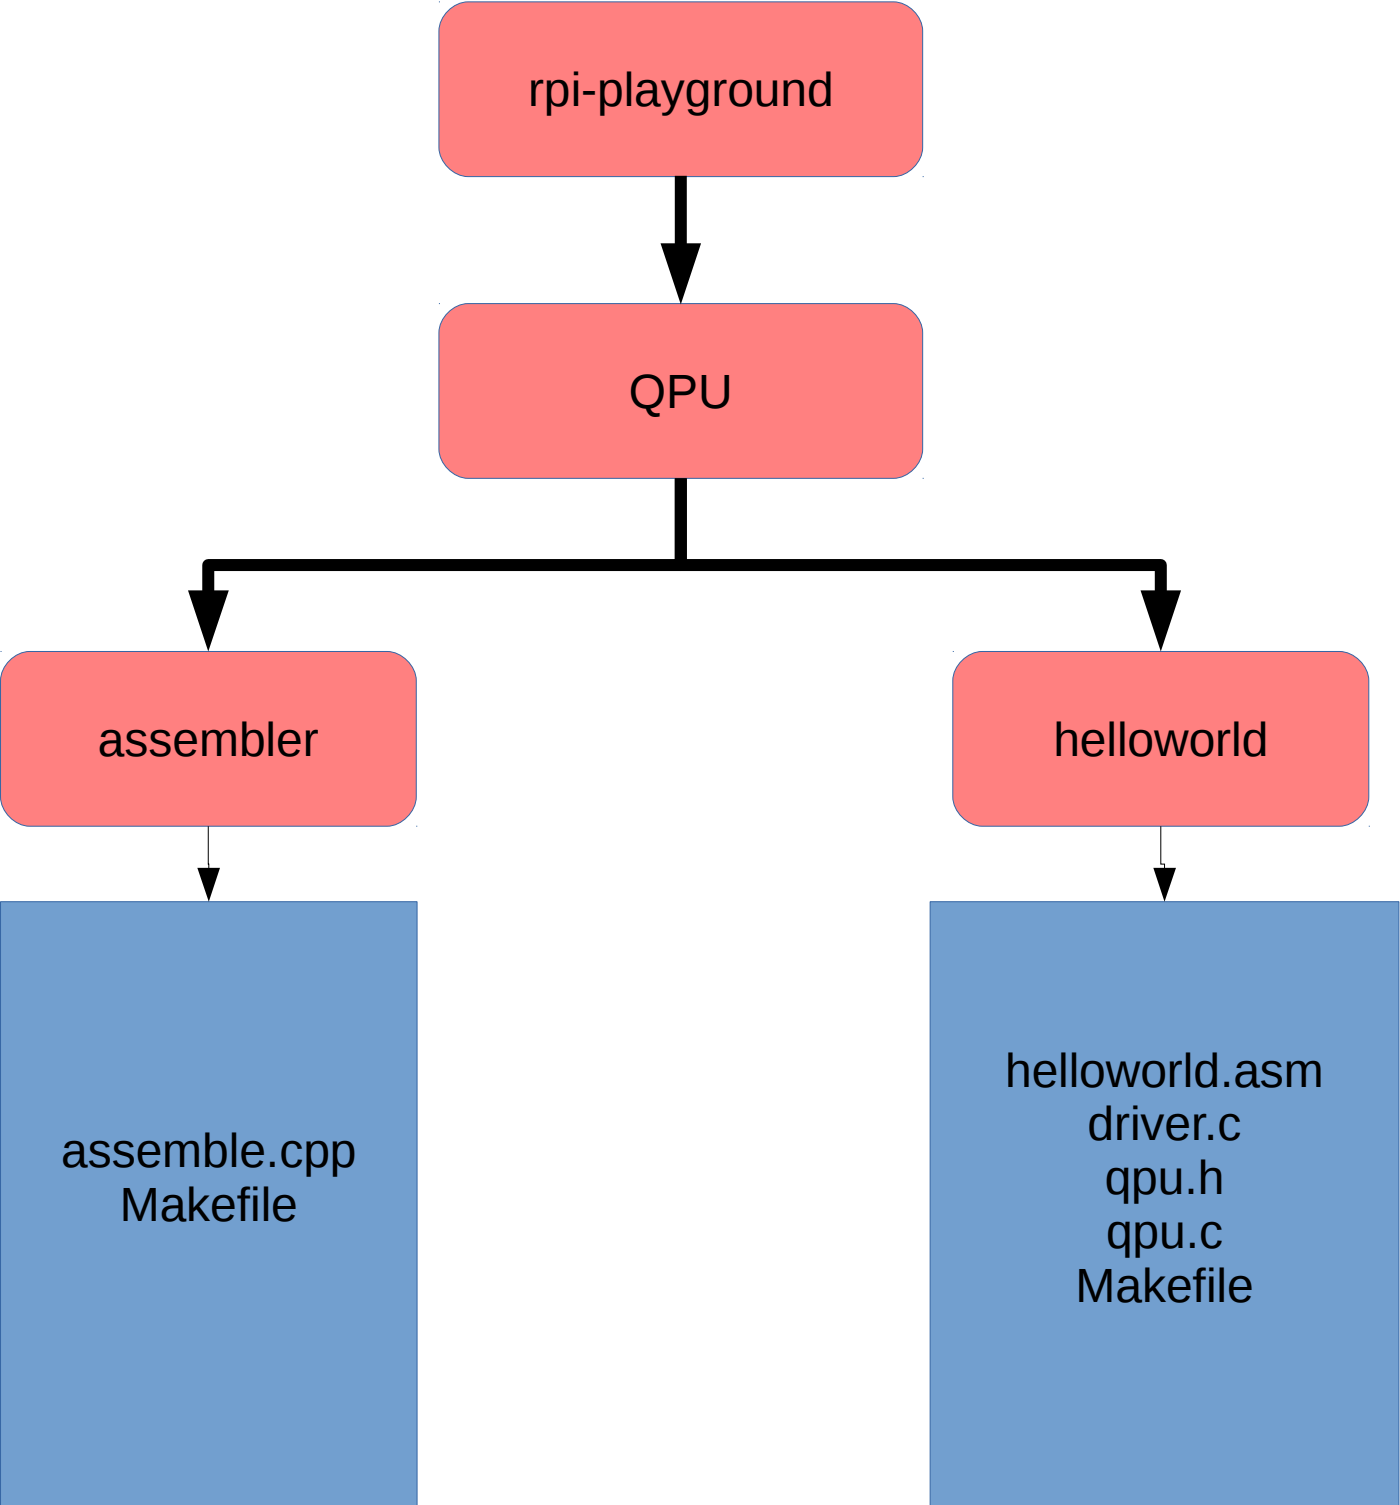 rpi-playground
QPU
assembler
helloworld
assemble.cpp
Makefile
helloworld.asm
driver.c
qpu.h
qpu.c
Makefile